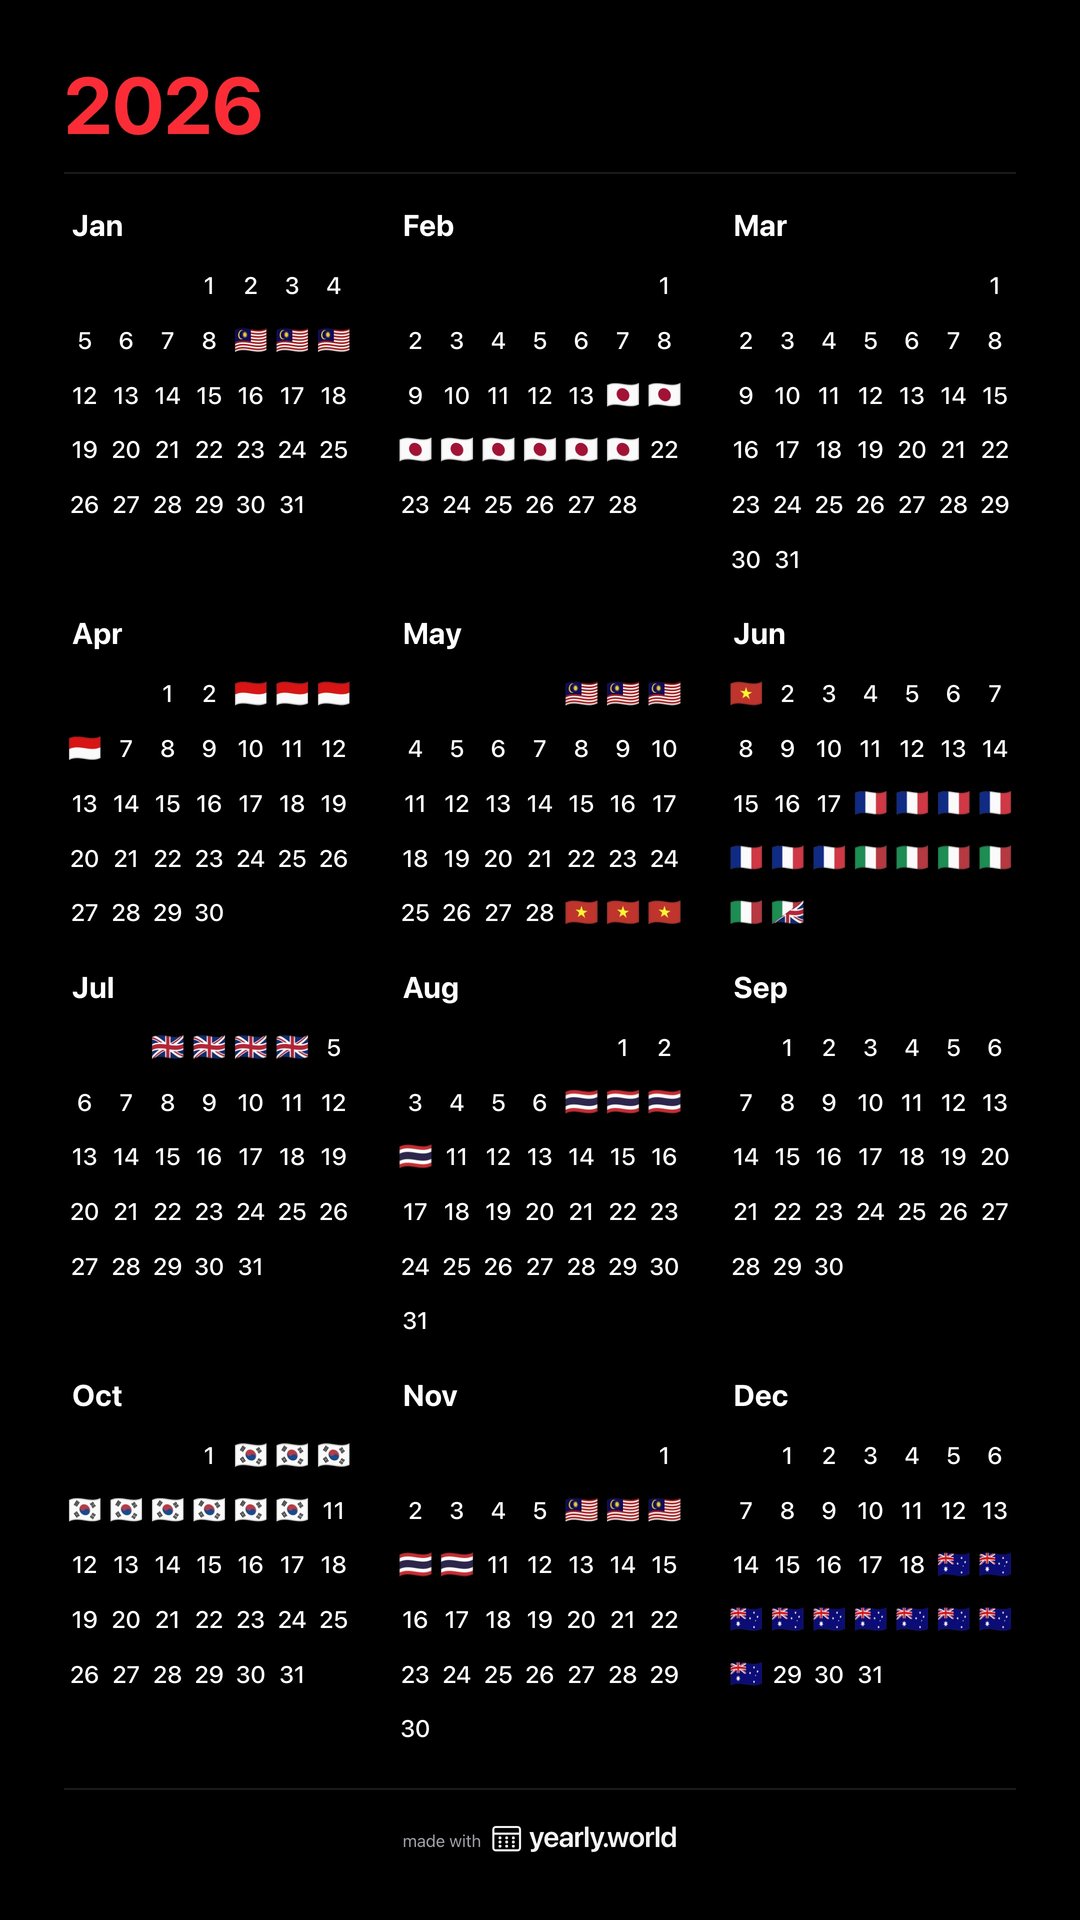 2026
Jan Feb Mar
1 2 3 4 1 1
5 6 7 8 2 3 4 5 6 7 8 2 3 4 5 6 7 8
12 13 14 15 16 17 18 9 10 11 12 13 9 10 11 12 13 14 15
19 20 21 22 23 24 25 22 16 17 18 19 20 21 22
26 27 28 29 30 31 23 24 25 26 27 28 23 24 25 26 27 28 29
30 31
Apr May Jun
1 2 2 3 4 5 6 7
7 8 9 10 11 12 4 5 6 7 8 9 10 8 9 10 11 12 13 14
13 14 15 16 17 18 19 11 12 13 14 15 16 17 15 16 17
20 21 22 23 24 25 26 18 19 20 21 22 23 24
27 28 29 30 25 26 27 28
Jul Aug Sep
5 1 2 1 2 3 4 5 6
6 7 8 9 10 11 12 3 4 5 6 7 8 9 10 11 12 13
13 14 15 16 17 18 19 11 12 13 14 15 16 14 15 16 17 18 19 20
20 21 22 23 24 25 26 17 18 19 20 21 22 23 21 22 23 24 25 26 27
27 28 29 30 31 24 25 26 27 28 29 30 28 29 30
31
Oct Nov Dec
1 1 1 2 3 4 5 6
11 2 3 4 5 7 8 9 10 11 12 13
12 13 14 15 16 17 18 11 12 13 14 15 14 15 16 17 18
19 20 21 22 23 24 25 16 17 18 19 20 21 22
26 27 28 29 30 31 23 24 25 26 27 28 29 29 30 31
30
made with yearly.world